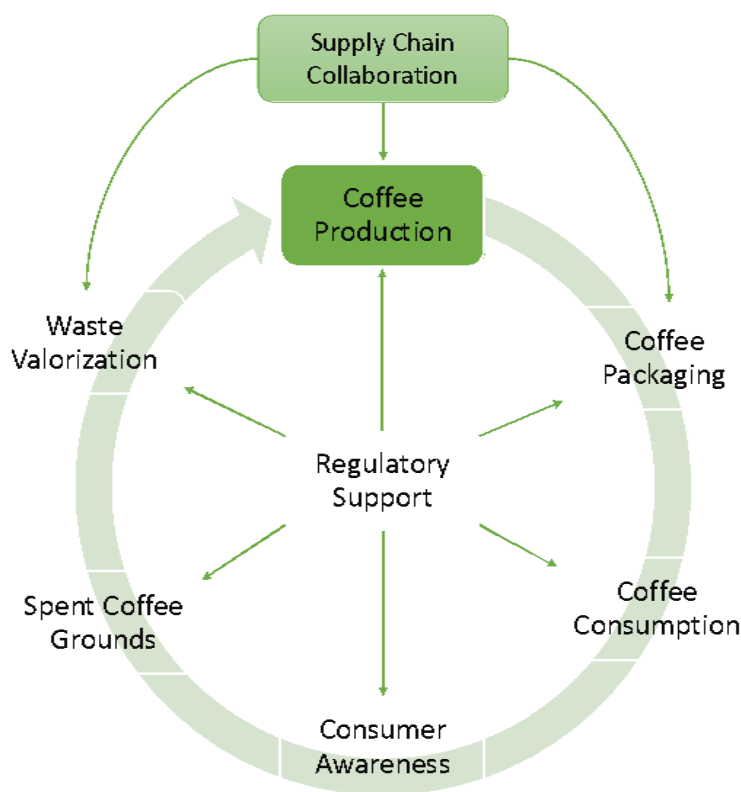 Supply Chain
Collaboration
Coffee
Production
Waste
Valorization
Coffee
Packaging
Regulatory
Support
Spent Coffee
Grounds
Coffee
Consumption
Consumer
Awareness